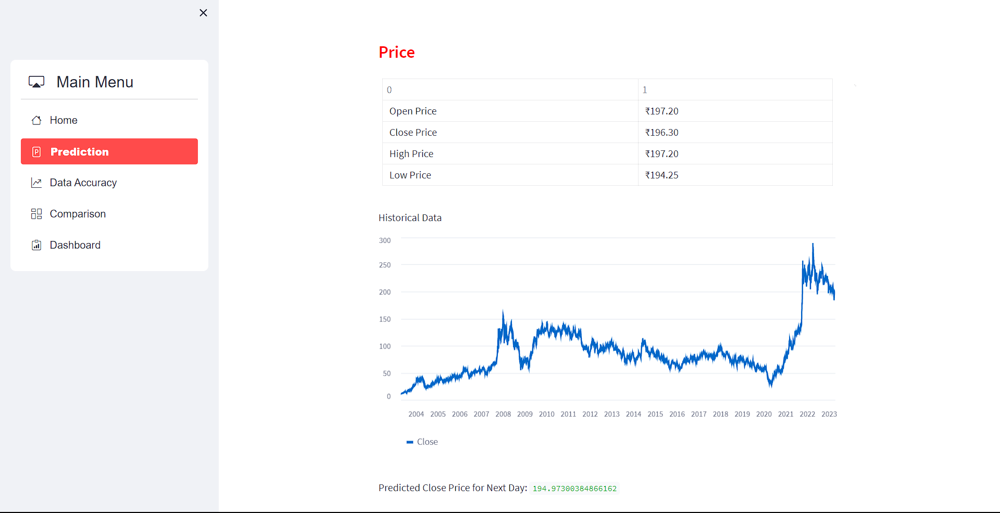 Main Menu
Home
Prediction
Data Accuracy
Comparison
Dashboard
Price
0 1
Open Price ₹197.20
Close Price ₹196.30
High Price ₹197.20
Low Price ₹194.25
Historical Data
300
250
200
150
100
50
0
2004 2005 2006 2007 2008 2009 2010 2011 2012 2013 2014 2015 2016 2017 2018 2019 2020 2021 2022 2023
Close
Predicted Close Price for Next Day: 194.97300384866162